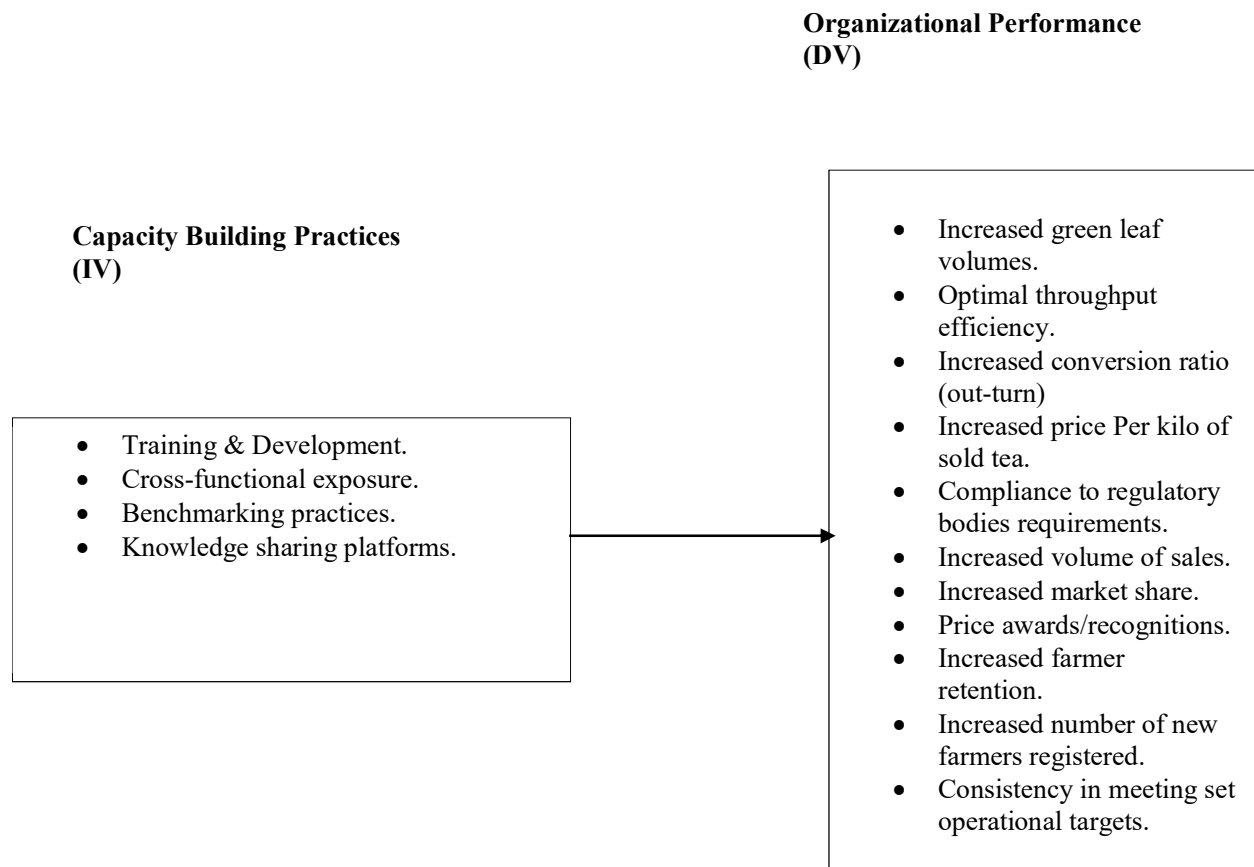 Organizational Performance
(DV)
Capacity Building Practices
(IV)
• Training & Development.
• Cross-functional exposure.
• Benchmarking practices.
• Knowledge sharing platforms.
• Increased green leaf
volumes.
• Optimal throughput
efficiency.
• Increased conversion ratio
(out-turn)
• Increased price Per kilo of
sold tea.
• Compliance to regulatory
bodies requirements.
• Increased volume of sales.
• Increased market share.
• Price awards/recognitions.
• Increased farmer
retention.
• Increased number of new
farmers registered.
• Consistency in meeting set
operational targets.